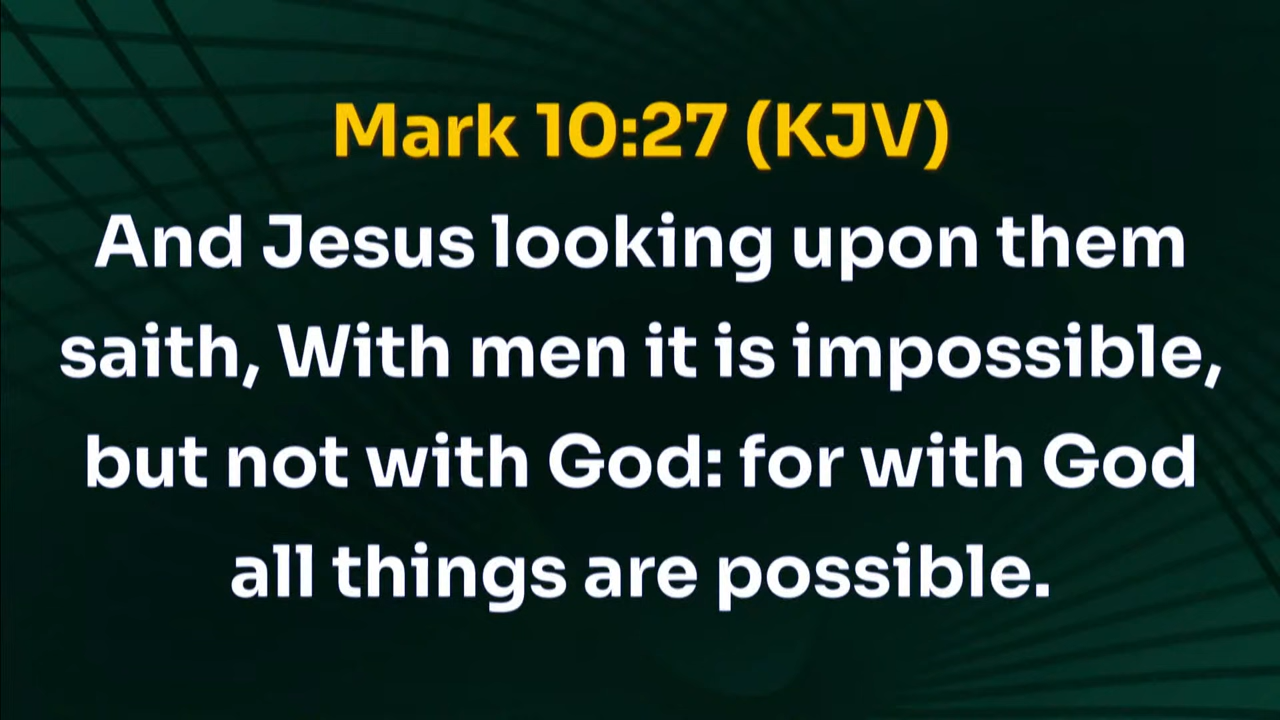 Mark 10:27 (KJV)
And Jesus looking upon them
saith, With men it is impossible,
but not with God: for with God
all things are possible.